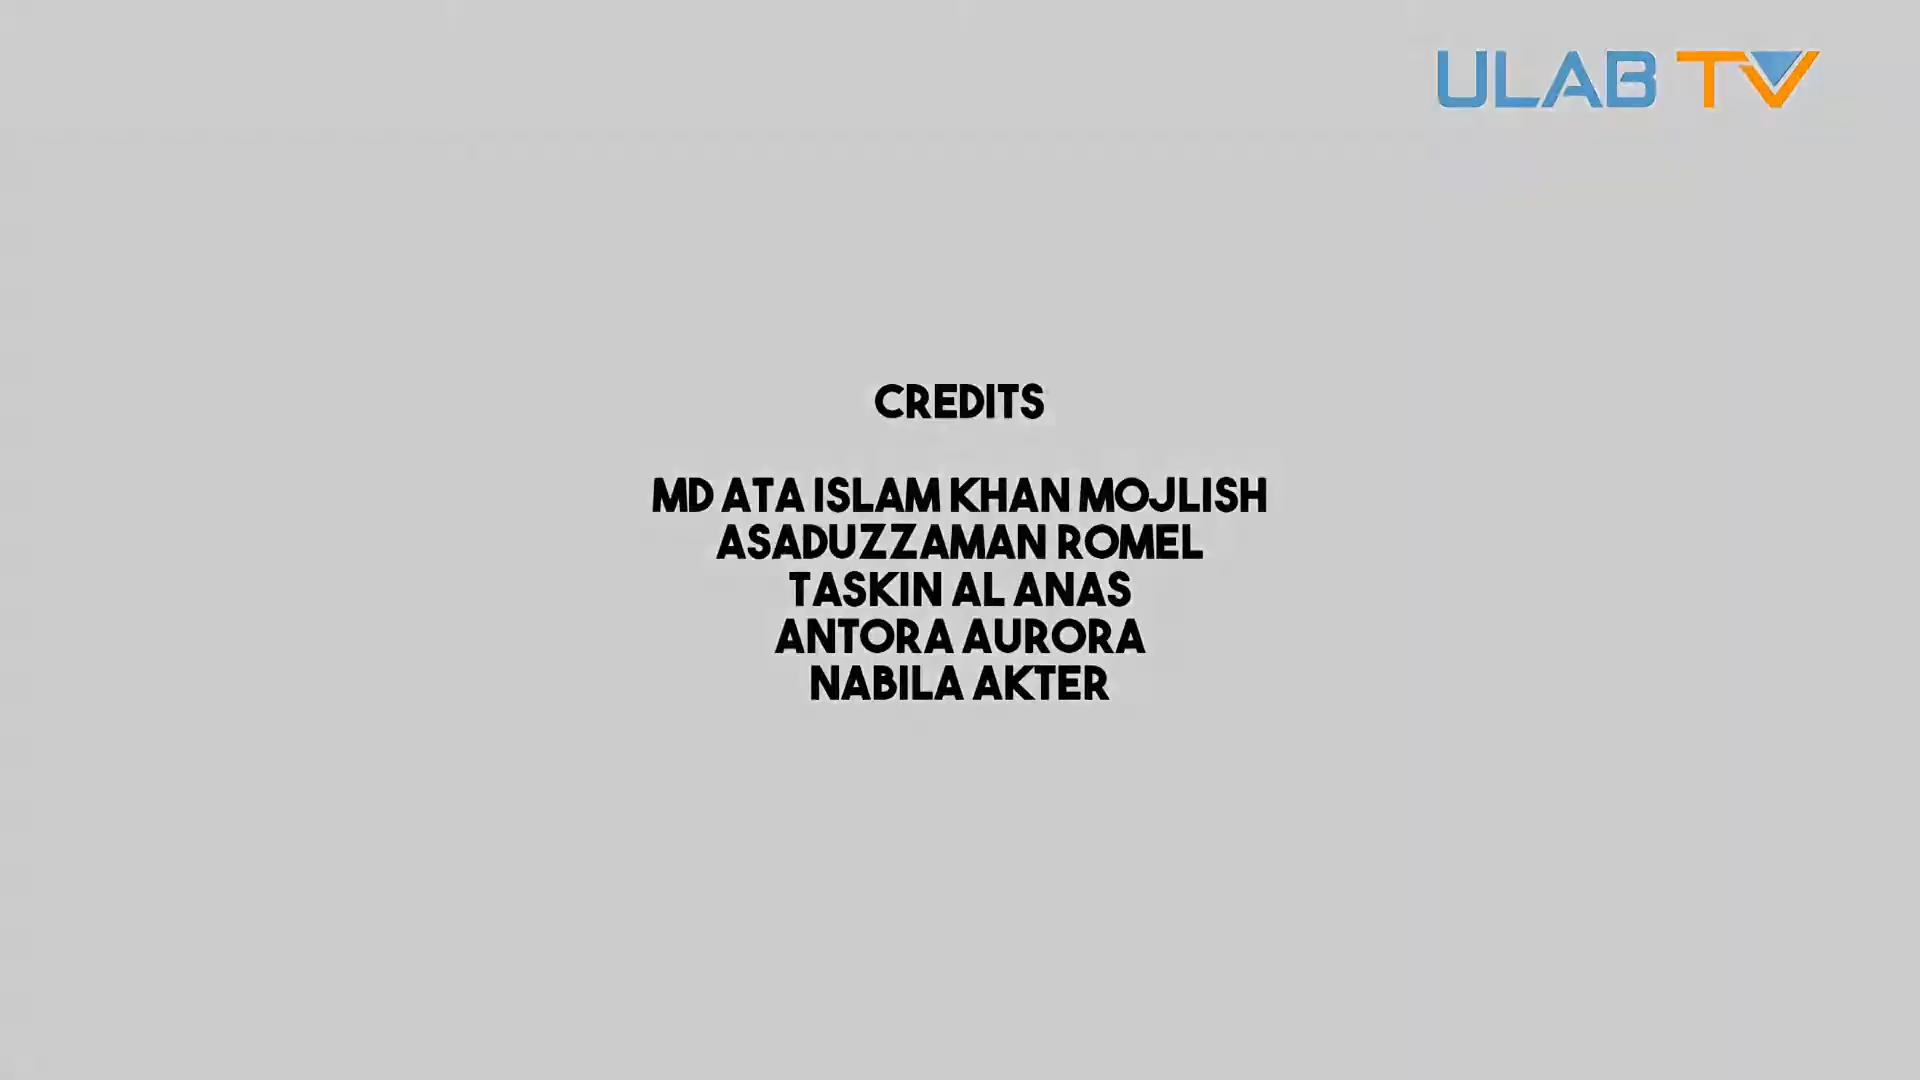 ULAB TV
CREDITS
MD ATA ISLAM KHAN MOJLISH
ASADUZZAMAN ROMEL
TASKIN AL ANAS
ANTORA AURORA
NABILA AKTER